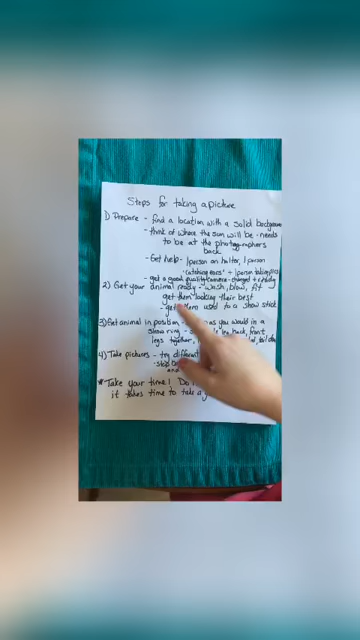 Steps for taking a picture
1) Prepare - find a location with a solid background
- think of where the sun will be - needs
to be at the photographers
back
- Get help - 1 person on halter, 1 person
"catching ears" + 1 person taking pics
- get a good quality camera - charged + ready
2) Get your animal ready - wash, blow, fit
get them looking their best
- get them used to a show stick
3) Get animal in position - as you would in a
show ring - leg back, front
legs together,
4) Take pictures - try
* Take your time! Do
it takes time to take a